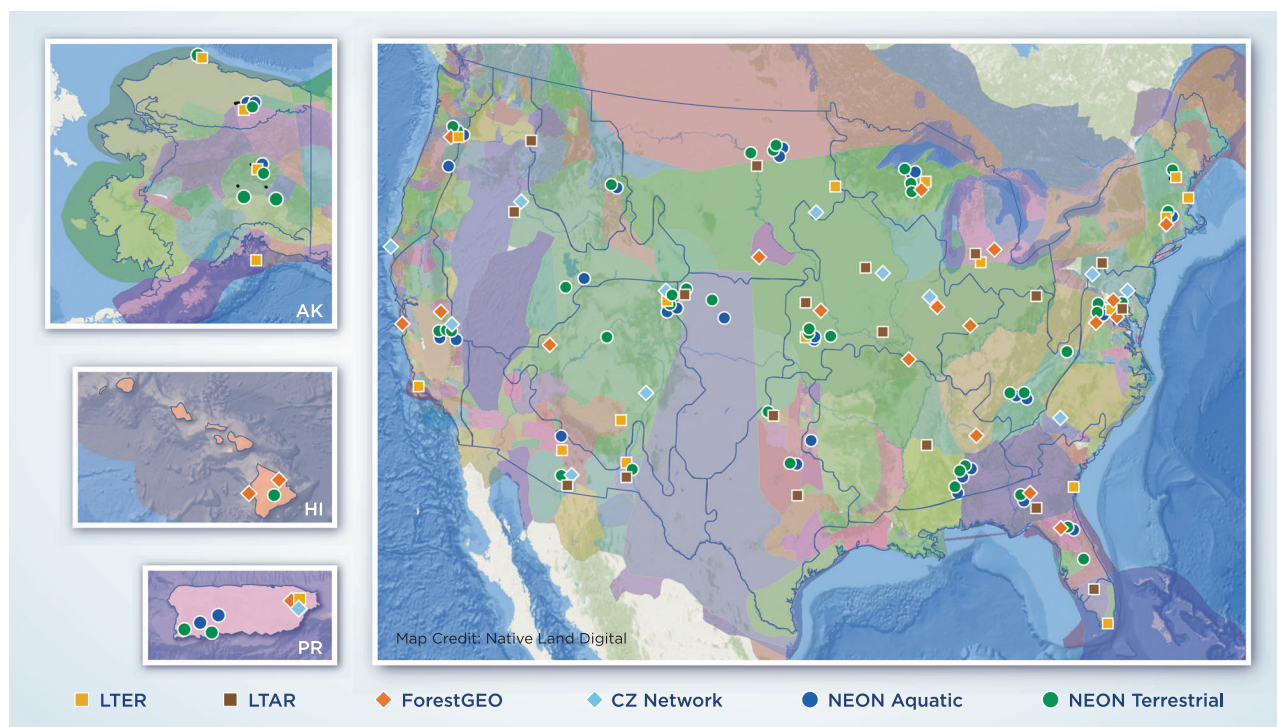 AK
HI
PR
Map Credit: Native Land Digital
LTER LTAR ForestGEO CZ Network NEON Aquatic NEON Terrestrial